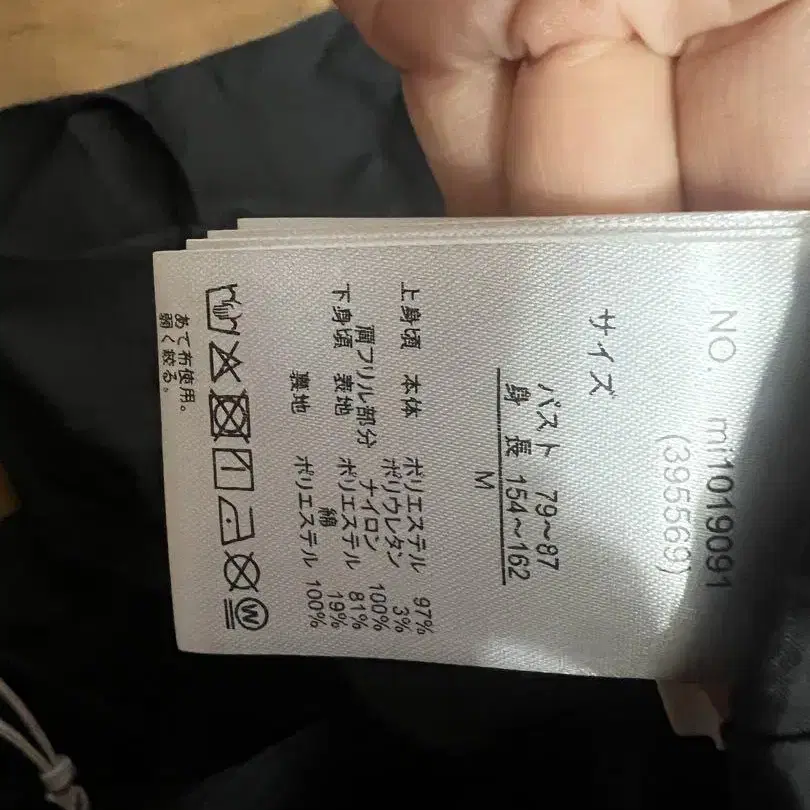 NO. mi1019091
(395569)
サイズ
バスト 79～87
身長 154～162
M
上身頃 本体 ポリエステル 97%
ポリウレタン 3%
肩フリル部分 ナイロン 100%
下身頃 表地 ポリエステル 81%
綿 19%
裏地 ポリエステル 100%
W
あて布使用。
弱く絞る。